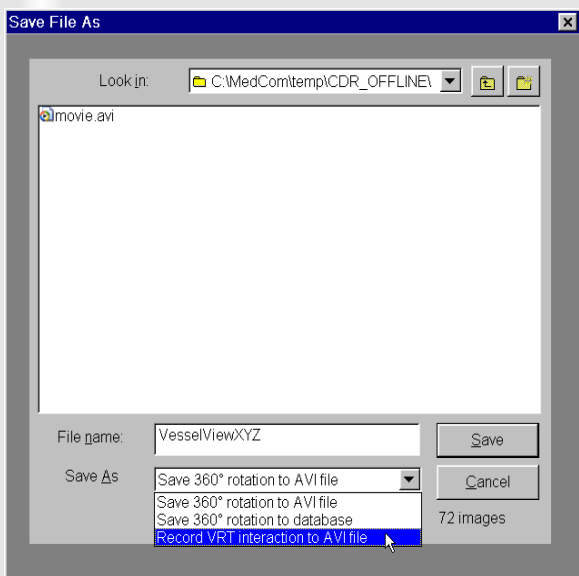 Save File As
Look in:
C:\MedCom\temp\CDR_OFFLINE\
movie.avi
File name:
VesselViewXYZ
Save
Save As
Save 360° rotation to AVI file
Cancel
Save 360° rotation to AVI file
Save 360° rotation to database
72 images
Record VRT interaction to AVI file